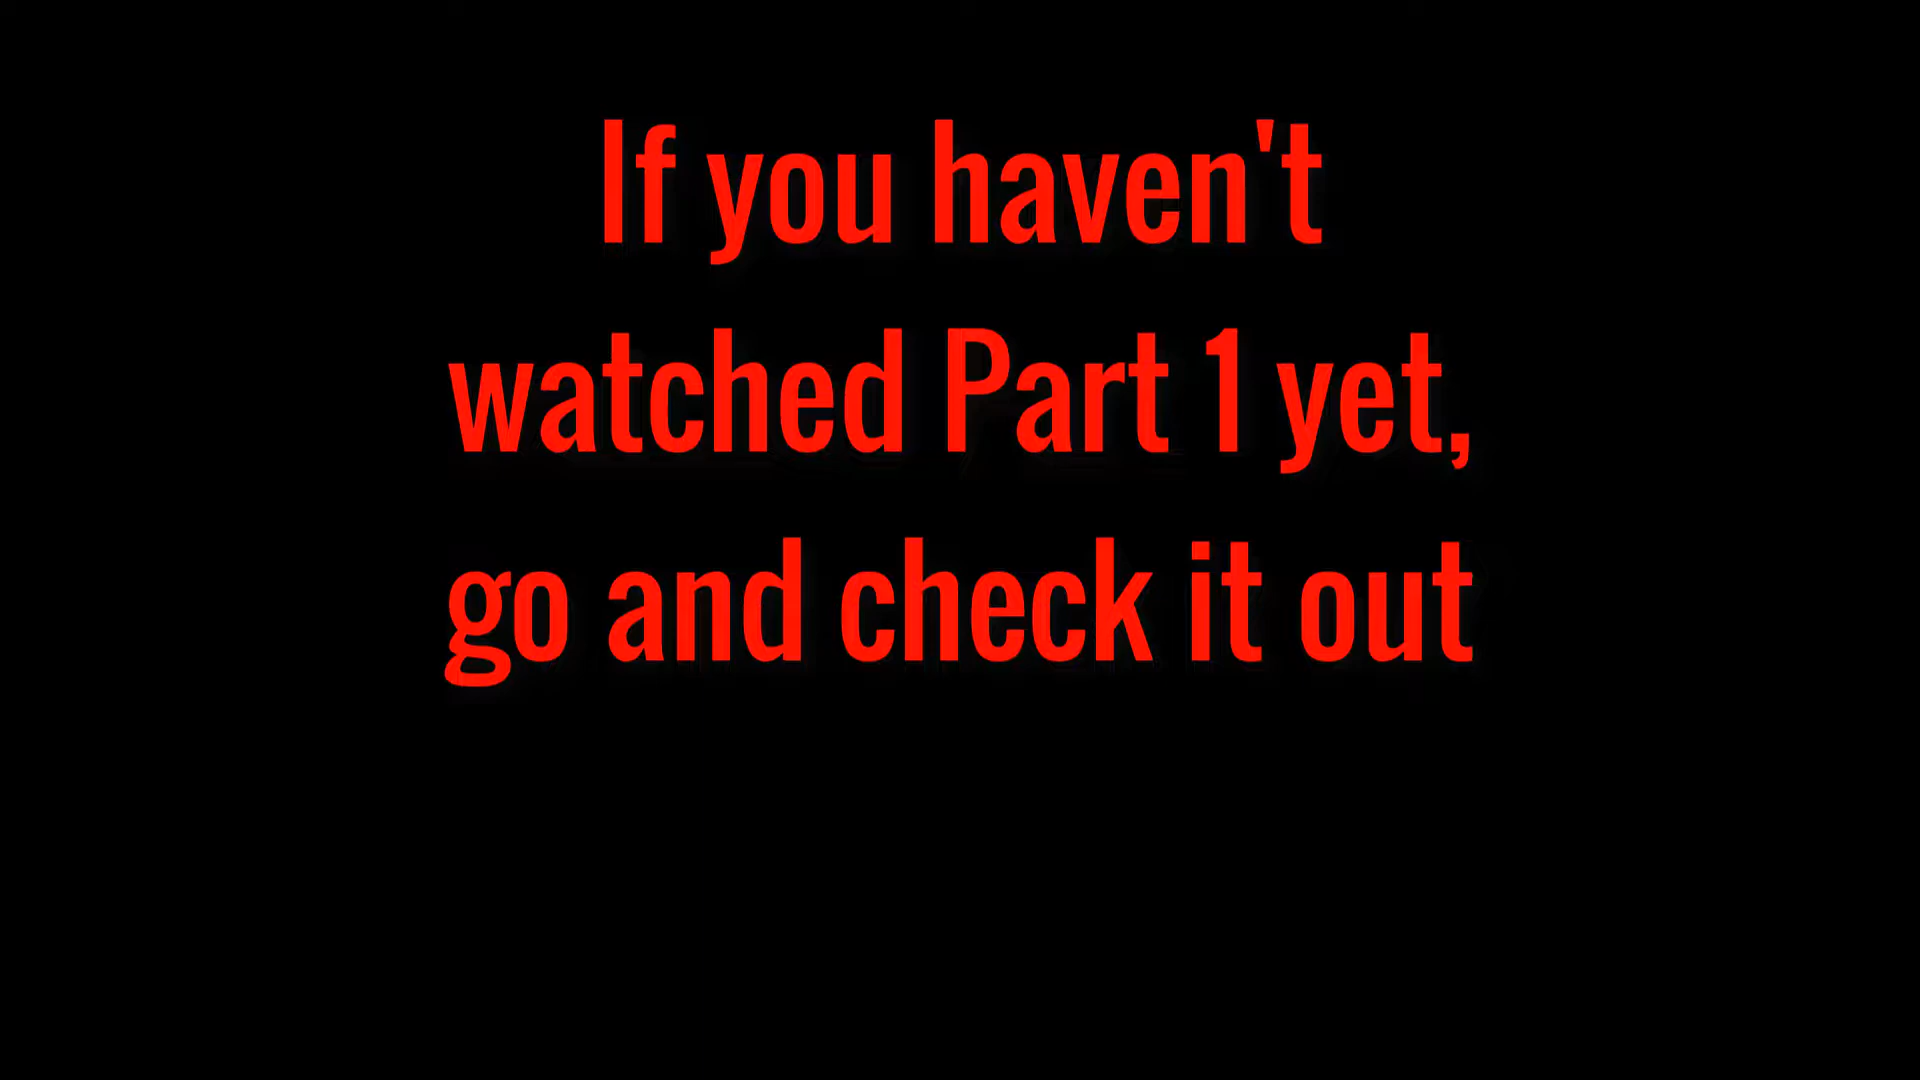 If you haven't
watched Part 1 yet,
go and check it out